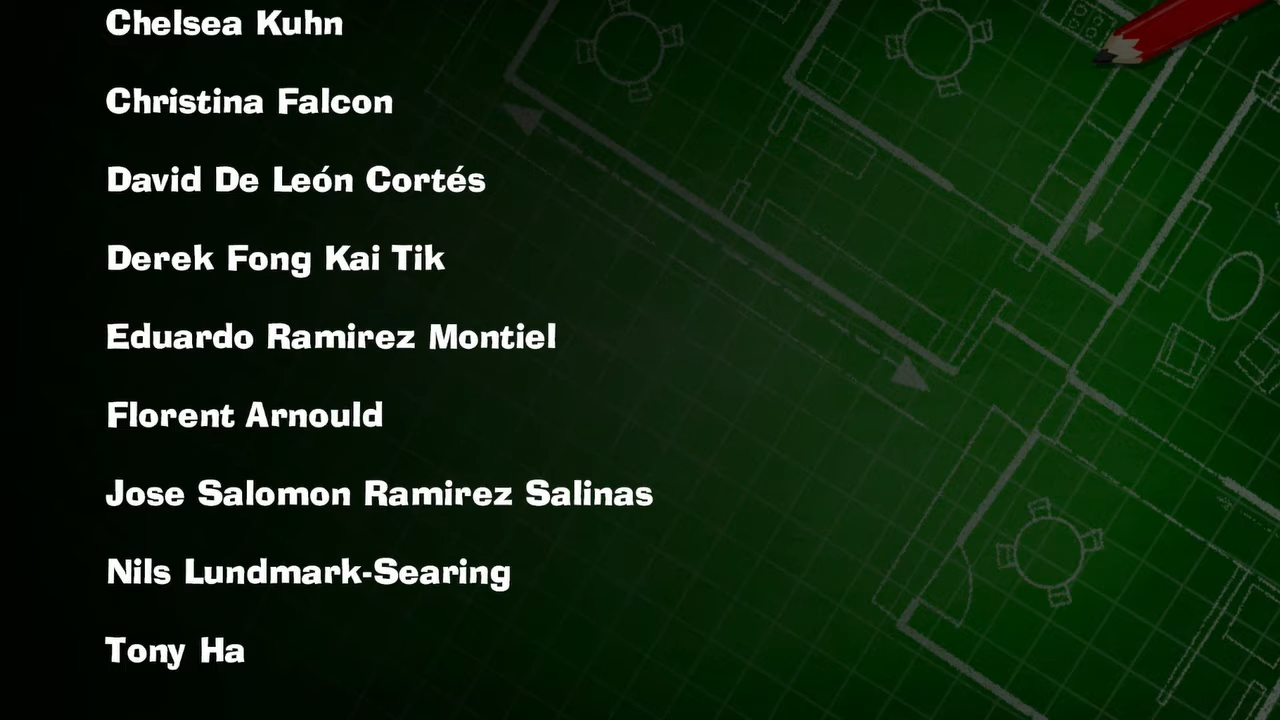 Chelsea Kuhn
Christina Falcon
David De León Cortés
Derek Fong Kai Tik
Eduardo Ramirez Montiel
Florent Arnould
Jose Salomon Ramirez Salinas
Nils Lundmark-Searing
Tony Ha